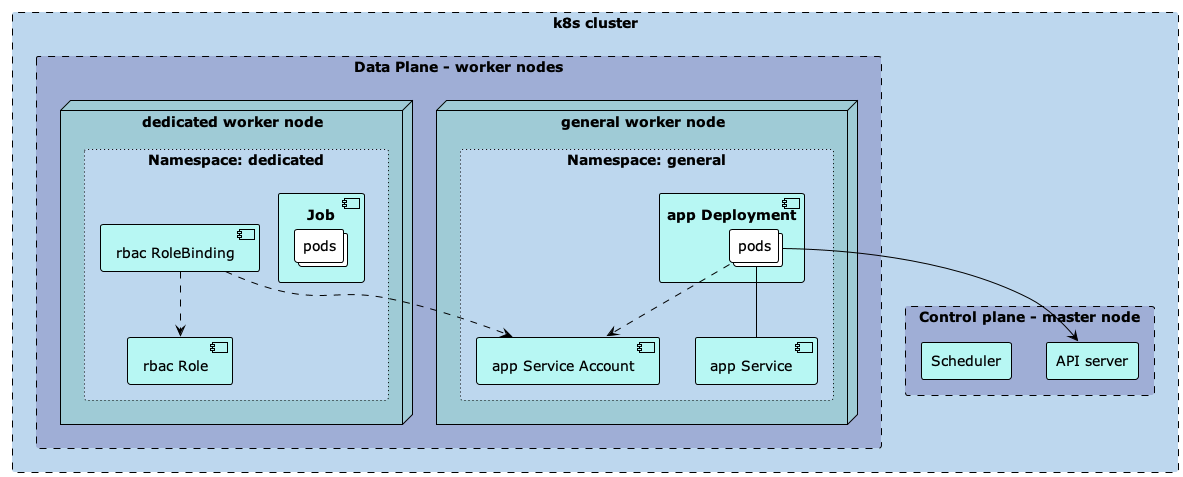 k8s cluster
Data Plane - worker nodes
dedicated worker node
general worker node
Namespace: dedicated
Namespace: general
Job
pods
rbac RoleBinding
rbac Role
app Deployment
pods
app Service Account
app Service
Control plane - master node
Scheduler
API server